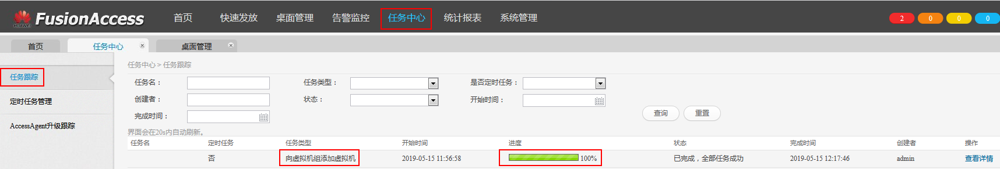 HUAWEI FusionAccess 首页 快速发放 桌面管理 告警监控 任务中心 统计报表 系统管理 2 0 0 0
首页 任务中心 桌面管理
任务中心 > 任务跟踪
任务跟踪
定时任务管理
AccessAgent升级跟踪
任务名： 任务类型： 是否定时任务：
创建者： 状态： 开始时间：
完成时间： 查询 重置
界面会在20s内自动刷新。
任务名 定时任务 任务类型 开始时间 进度 状态 完成时间 创建者 操作
否 向虚拟机组添加虚拟机 2019-05-15 11:56:58 100% 已完成，全部任务成功 2019-05-15 12:17:46 admin 查看详情